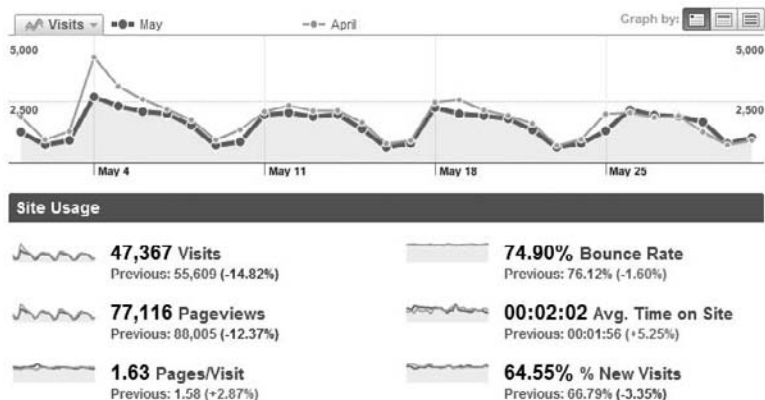 Visits May April Graph by:
5,000 5,000
2,500 2,500
May 4 May 11 May 18 May 25
Site Usage
47,367 Visits
Previous: 55,609 (-14.82%)
74.90% Bounce Rate
Previous: 76.12% (-1.60%)
77,116 Pageviews
Previous: 88,005 (-12.37%)
00:02:02 Avg. Time on Site
Previous: 00:01:56 (+5.25%)
1.63 Pages/Visit
Previous: 1.58 (+2.87%)
64.55% % New Visits
Previous: 66.79% (-3.35%)